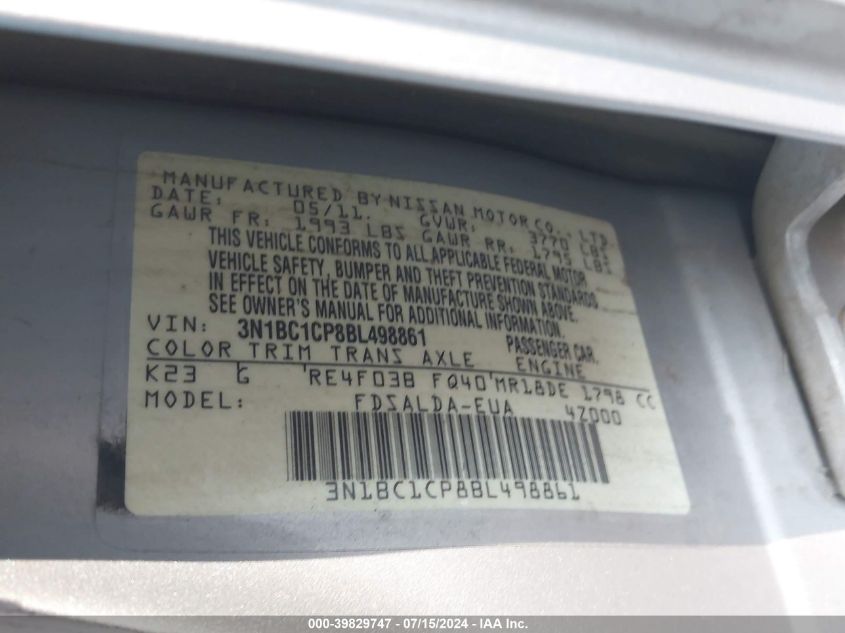 MANUFACTURED BY NISSAN MOTOR CO., LTD.
DATE: 05/11. GVWR: 3770 LBS
GAWR FR: 1993 LBS GAWR RR: 1795 LBS
THIS VEHICLE CONFORMS TO ALL APPLICABLE FEDERAL MOTOR
VEHICLE SAFETY, BUMPER AND THEFT PREVENTION STANDARDS
IN EFFECT ON THE DATE OF MANUFACTURE SHOWN ABOVE.
SEE OWNER'S MANUAL FOR ADDITIONAL INFORMATION.
VIN: 3N1BC1CP8BL498861 PASSENGER CAR.
COLOR TRIM TRANS AXLE ENGINE
K23 G RE4F03B FQ40 MR18DE 1798 CC
MODEL: FDSALDA-EUA 4Z000
3N1BC1CP8BL498861
000-39829747 - 07/15/2024 - IAA Inc.